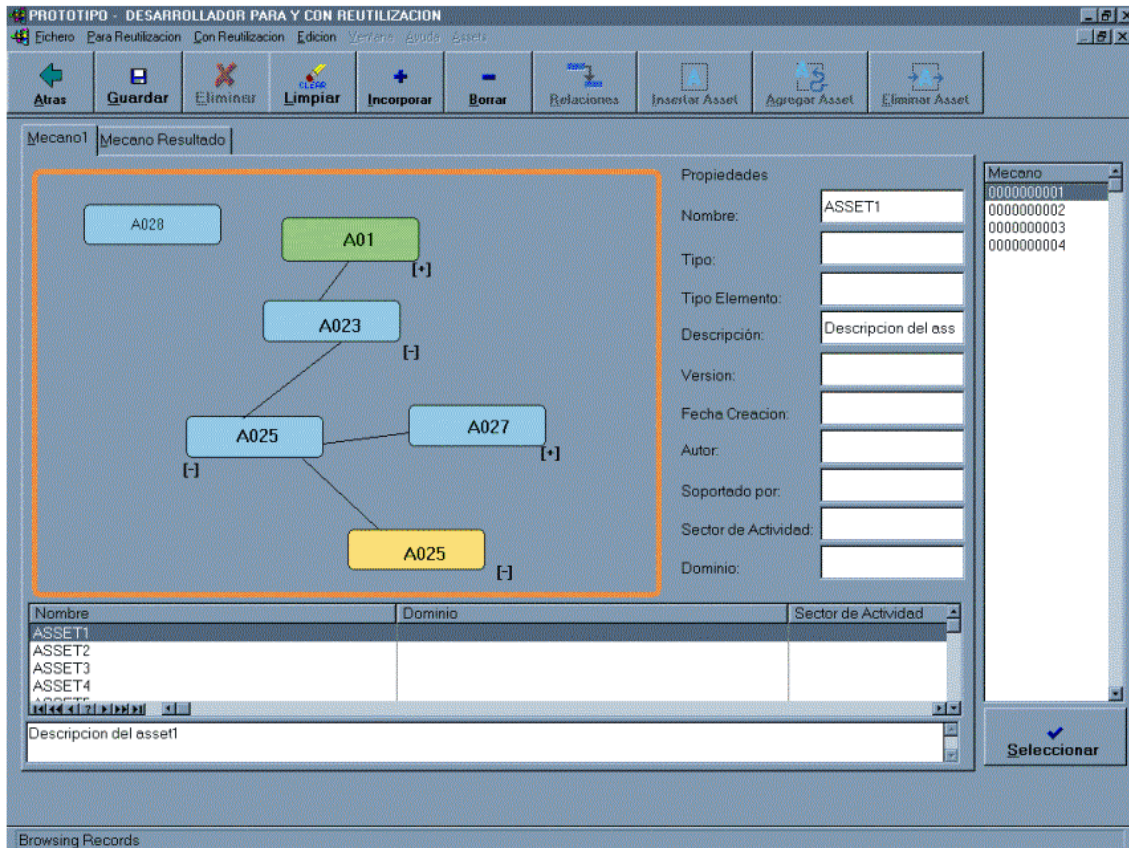 PROTOTIPO - DESARROLLADOR PARA Y CON REUTILIZACION
Fichero Para Reutilizacion Con Reutilizacion Edicion Ventana Ayuda Assets
Atras Guardar Eliminar Limpiar Incorporar Borrar Relaciones Insertar Asset Agregar Asset Eliminar Asset
CLEAR
Mecano1 Mecano Resultado
A028
A01
[+]
A023
[-]
A025
[-]
A027
[+]
A025
[-]
Propiedades
Nombre: ASSET1
Tipo:
Tipo Elemento:
Descripción: Descripcion del ass
Version:
Fecha Creacion:
Autor:
Soportado por:
Sector de Actividad:
Dominio:
Mecano
0000000001
0000000002
0000000003
0000000004
Nombre Dominio Sector de Actividad
ASSET1
ASSET2
ASSET3
ASSET4
Descripcion del asset1
Seleccionar
Browsing Records